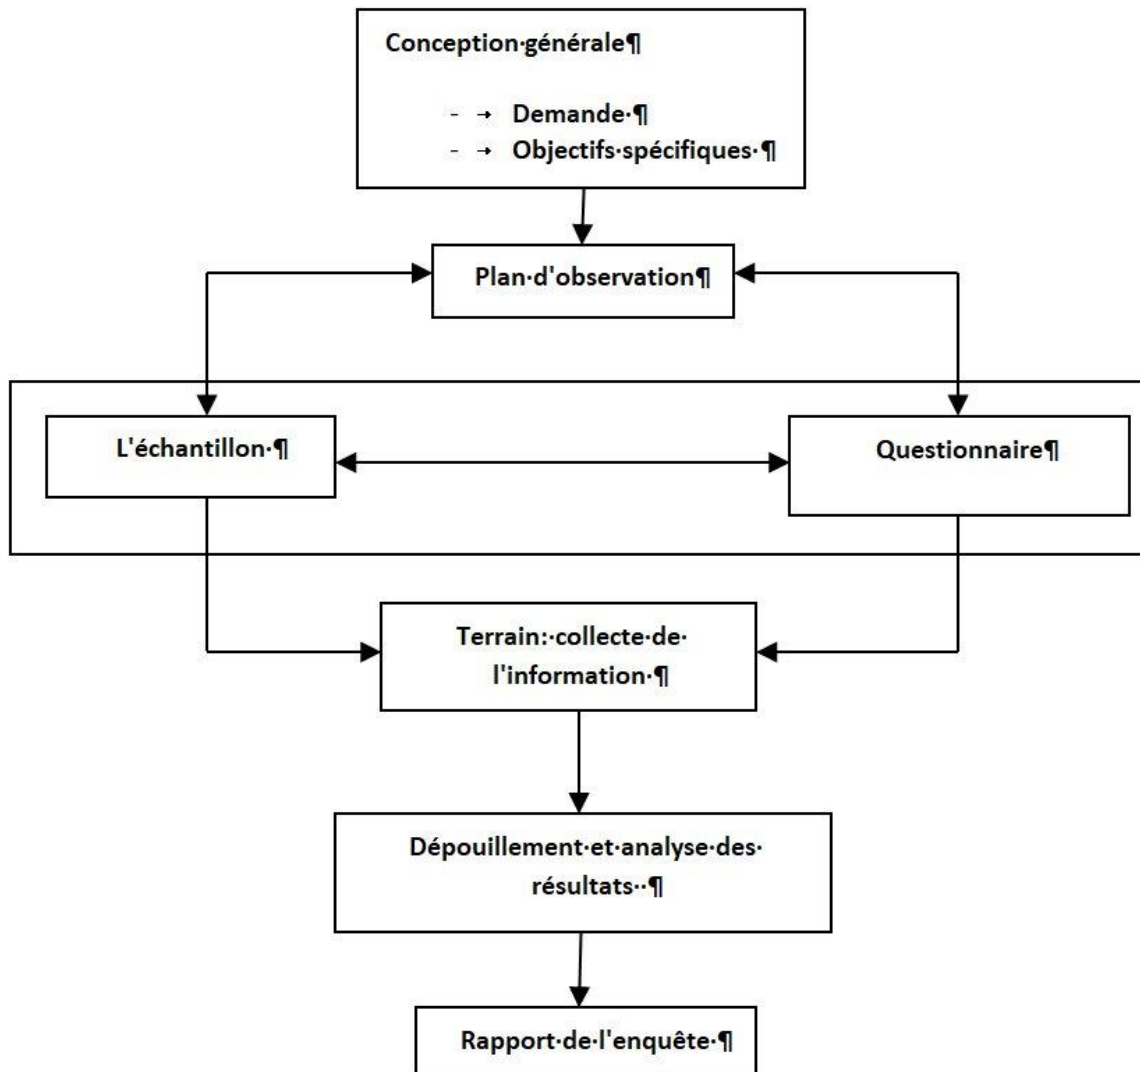 Conception·générale¶
- → Demande·¶
- → Objectifs·spécifiques·¶
Plan·d'observation¶
L'échantillon·¶
Questionnaire¶
Terrain:·collecte·de·
l'information·¶
Dépouillement·et·analyse·des·
résultats··¶
Rapport·de·l'enquête·¶